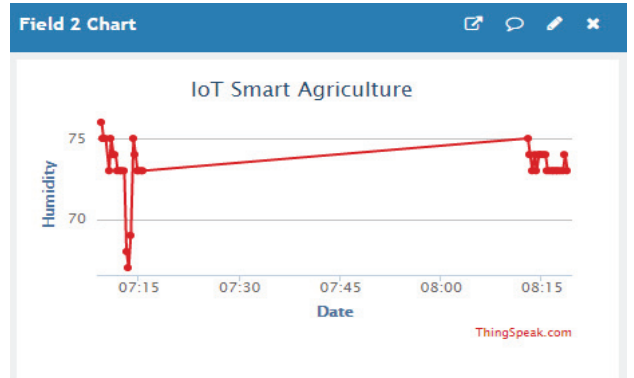 Field 2 Chart
IoT Smart Agriculture
75
70
Humidity
07:15 07:30 07:45 08:00 08:15
Date
ThingSpeak.com